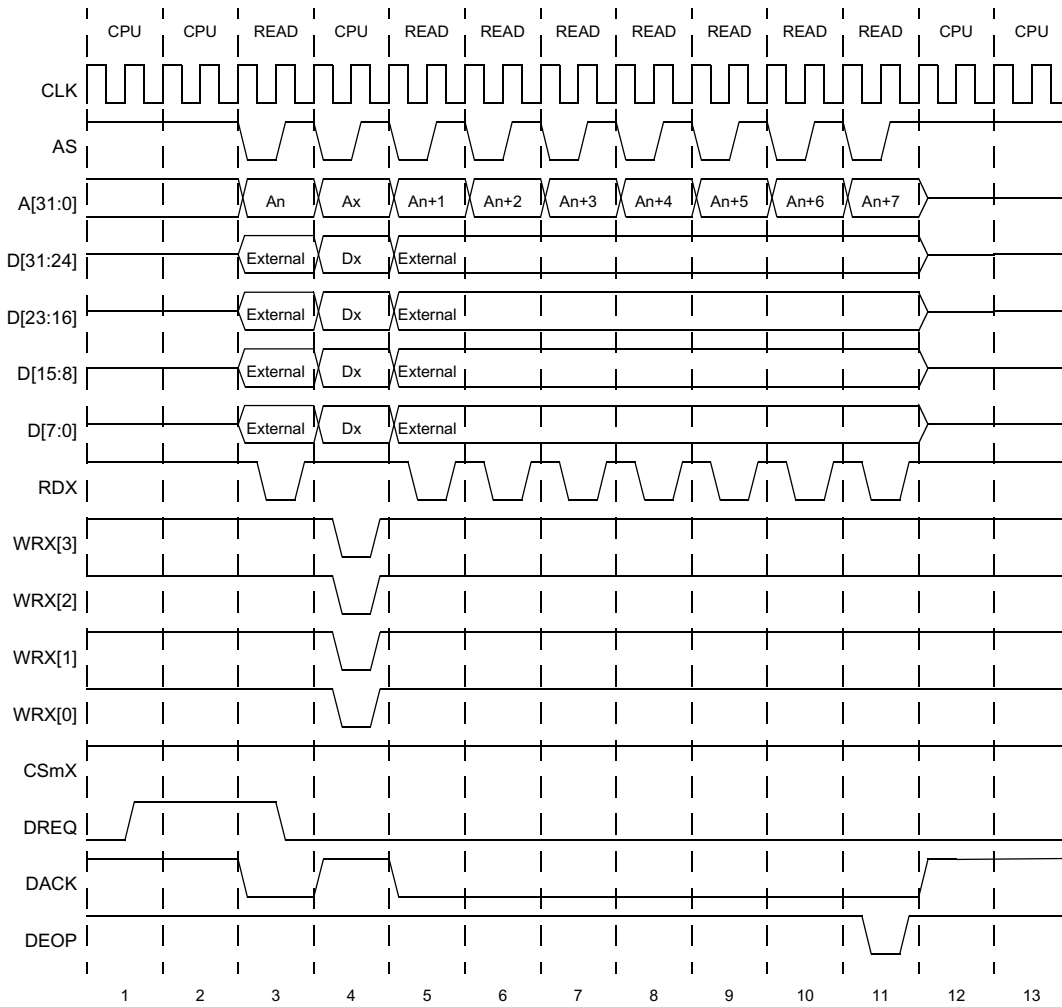 CPU CPU READ CPU READ READ READ READ READ READ READ CPU CPU
CLK
AS
A[31:0] An Ax An+1 An+2 An+3 An+4 An+5 An+6 An+7
D[31:24] External Dx External
D[23:16] External Dx External
D[15:8] External Dx External
D[7:0] External Dx External
RDX
WRX[3]
WRX[2]
WRX[1]
WRX[0]
CSmX
DREQ
DACK
DEOP
1 2 3 4 5 6 7 8 9 10 11 12 13